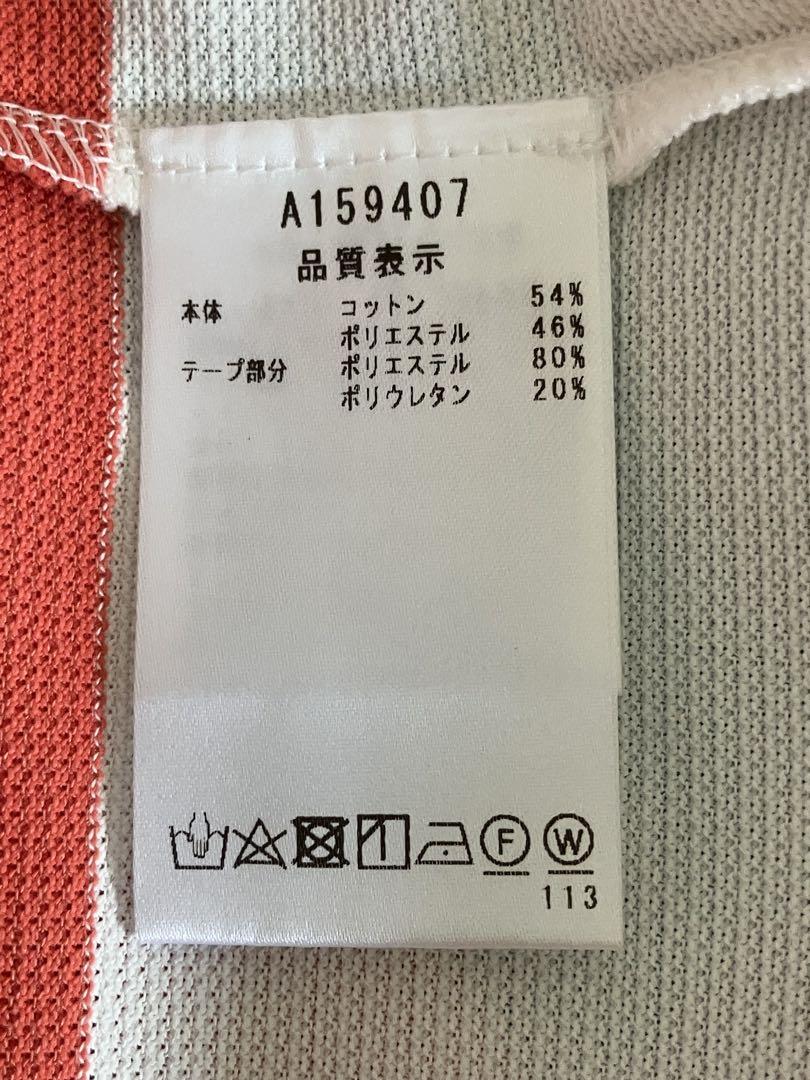 A159407
品質表示
本体 コットン 54%
ポリエステル 46%
テープ部分 ポリエステル 80%
ポリウレタン 20%
F W
113